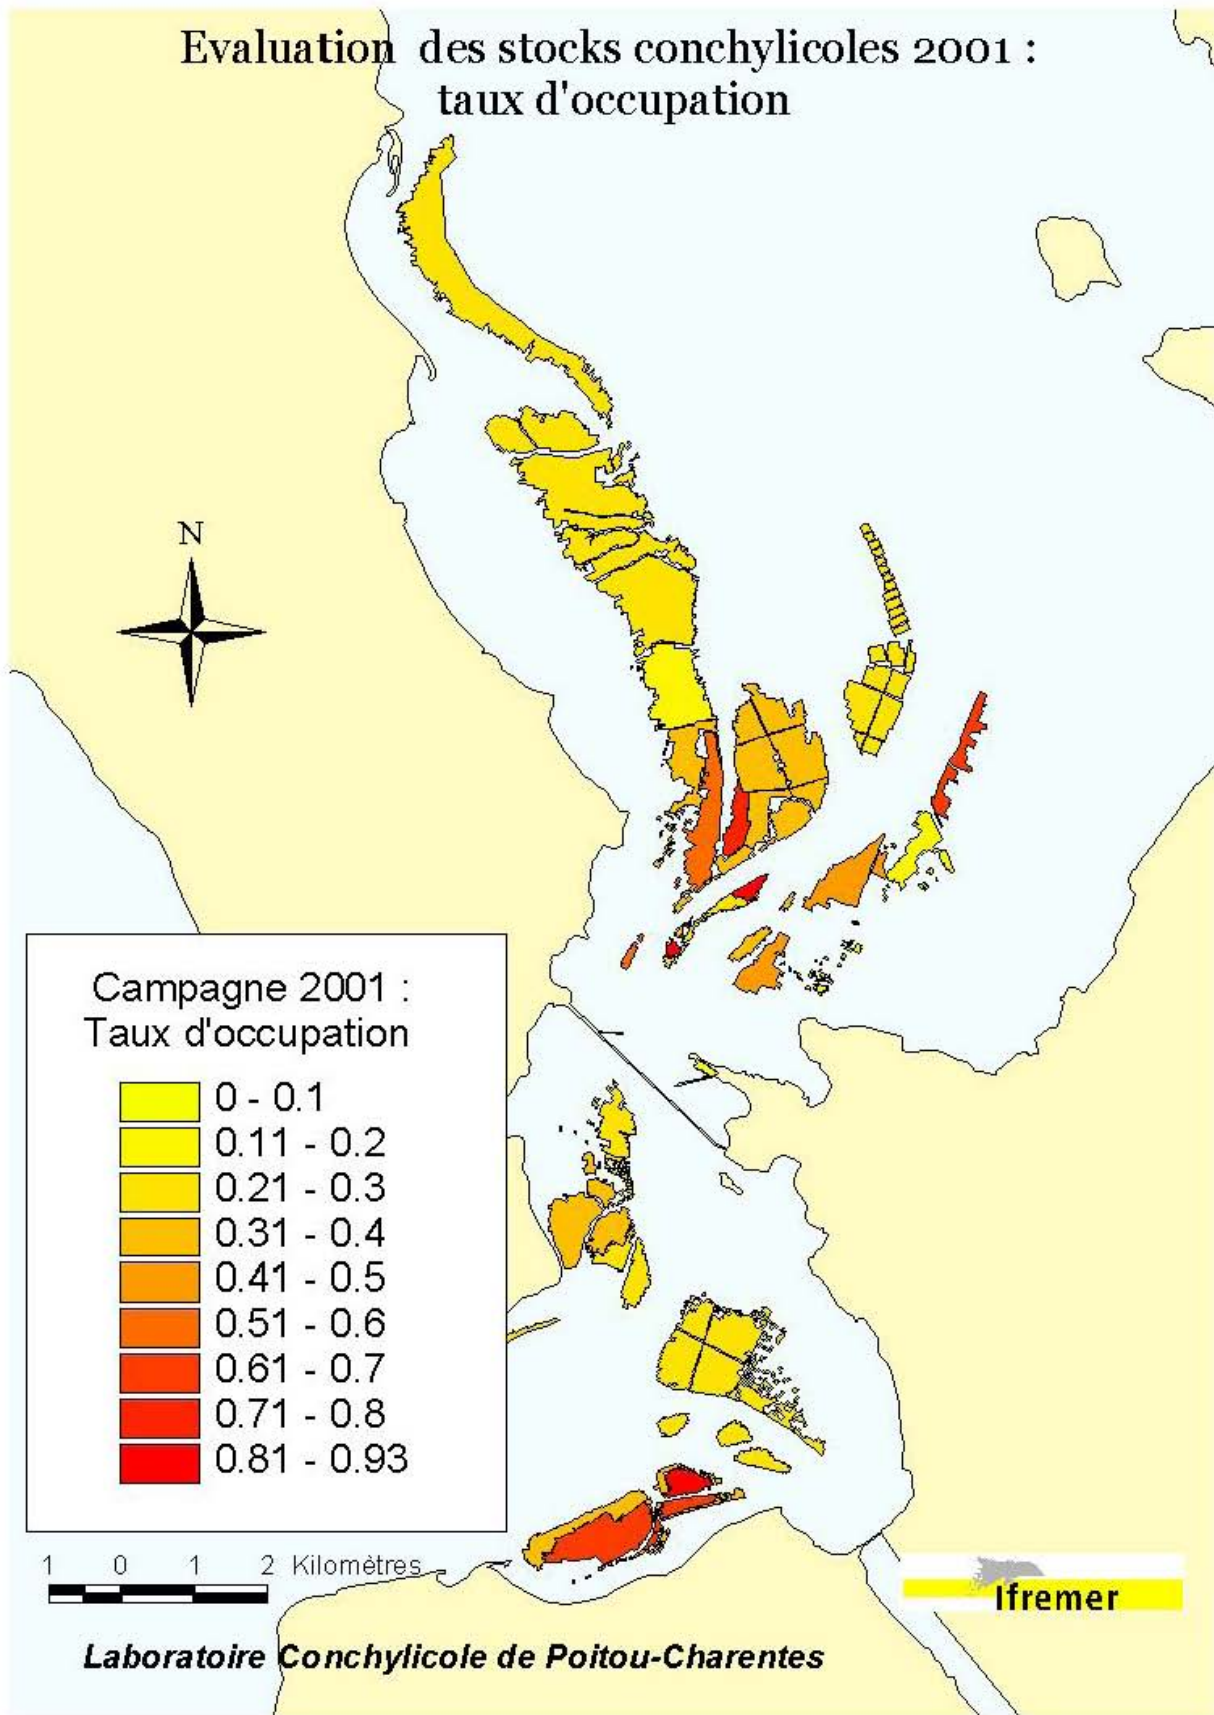 Evaluation des stocks conchylicoles 2001 :
taux d'occupation
N
Campagne 2001 :
Taux d'occupation
0 - 0.1
0.11 - 0.2
0.21 - 0.3
0.31 - 0.4
0.41 - 0.5
0.51 - 0.6
0.61 - 0.7
0.71 - 0.8
0.81 - 0.93
1 0 1 2 Kilomètres
Ifremer
Laboratoire Conchylicole de Poitou-Charentes